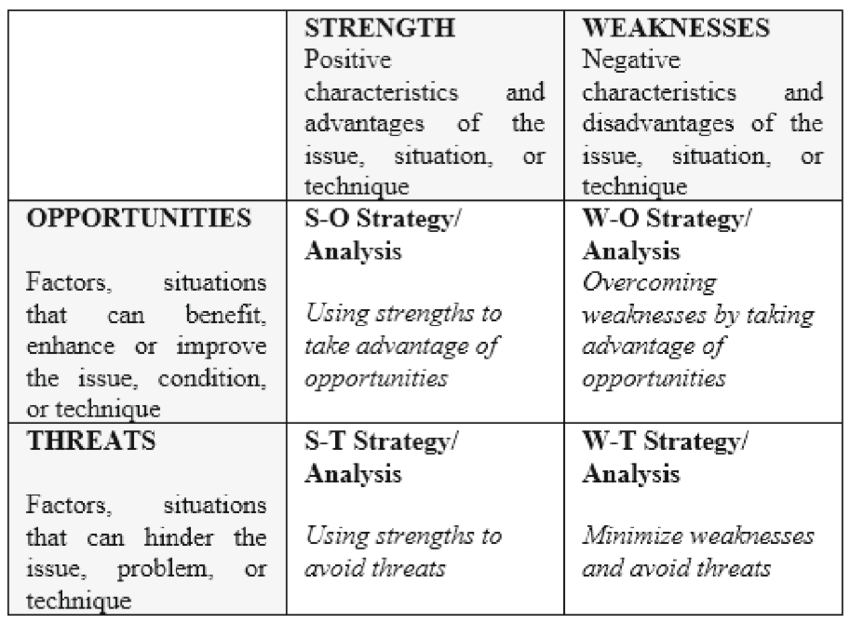 STRENGTH
Positive
characteristics and
advantages of the
issue, situation, or
technique
WEAKNESSES
Negative
characteristics and
disadvantages of the
issue, situation, or
technique
OPPORTUNITIES
Factors, situations
that can benefit,
enhance or improve
the issue, condition,
or technique
S-O Strategy/
Analysis
Using strengths to
take advantage of
opportunities
W-O Strategy/
Analysis
Overcoming
weaknesses by taking
advantage of
opportunities
THREATS
Factors, situations
that can hinder the
issue, problem, or
technique
S-T Strategy/
Analysis
Using strengths to
avoid threats
W-T Strategy/
Analysis
Minimize weaknesses
and avoid threats